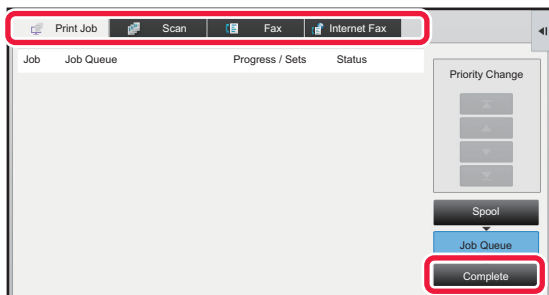 Print Job Scan Fax Internet Fax
Job Job Queue Progress / Sets Status
Priority Change
Spool
Job Queue
Complete